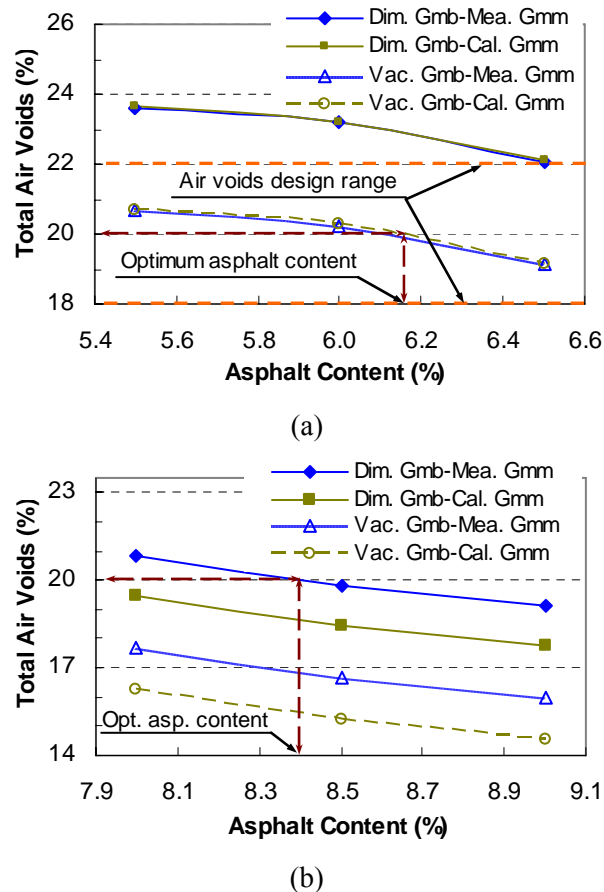 Dim. Gmb-Mea. Gmm
Dim. Gmb-Cal. Gmm
Vac. Gmb-Mea. Gmm
Vac. Gmb-Cal. Gmm
Total Air Voids (%)
26
24
22
20
18
Air voids design range
Optimum asphalt content
5.4 5.6 5.8 6.0 6.2 6.4 6.6
Asphalt Content (%)
(a)
Dim. Gmb-Mea. Gmm
Dim. Gmb-Cal. Gmm
Vac. Gmb-Mea. Gmm
Vac. Gmb-Cal. Gmm
Total Air Voids (%)
23
20
17
14
Opt. asp. content
7.9 8.1 8.3 8.5 8.7 8.9 9.1
Asphalt Content (%)
(b)